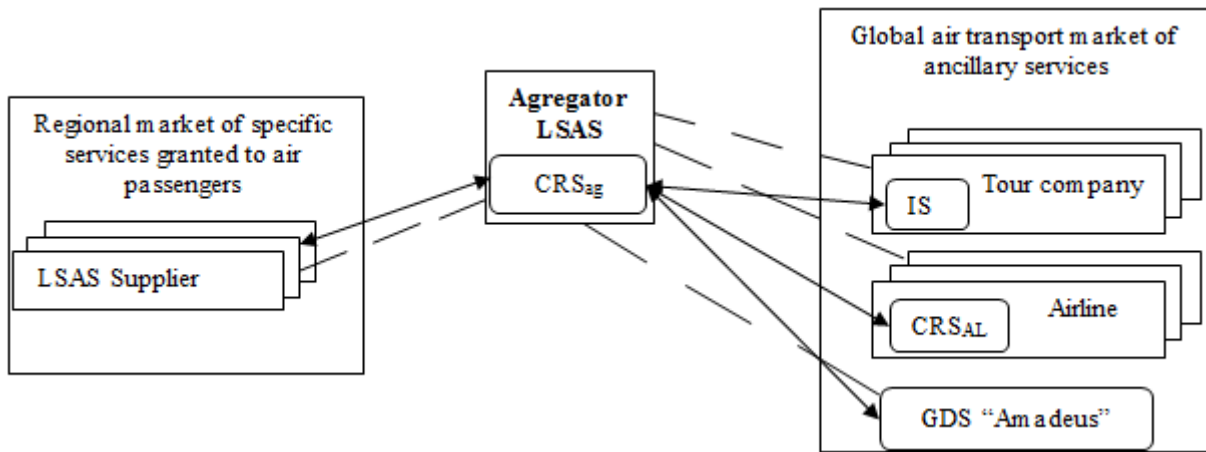 Regional market of specific
services granted to air
passengers
LSAS Supplier
Agregator
LSAS
CRSag
Global air transport market of
ancillary services
Tour company
IS
Airline
CRSAL
GDS “Amadeus”